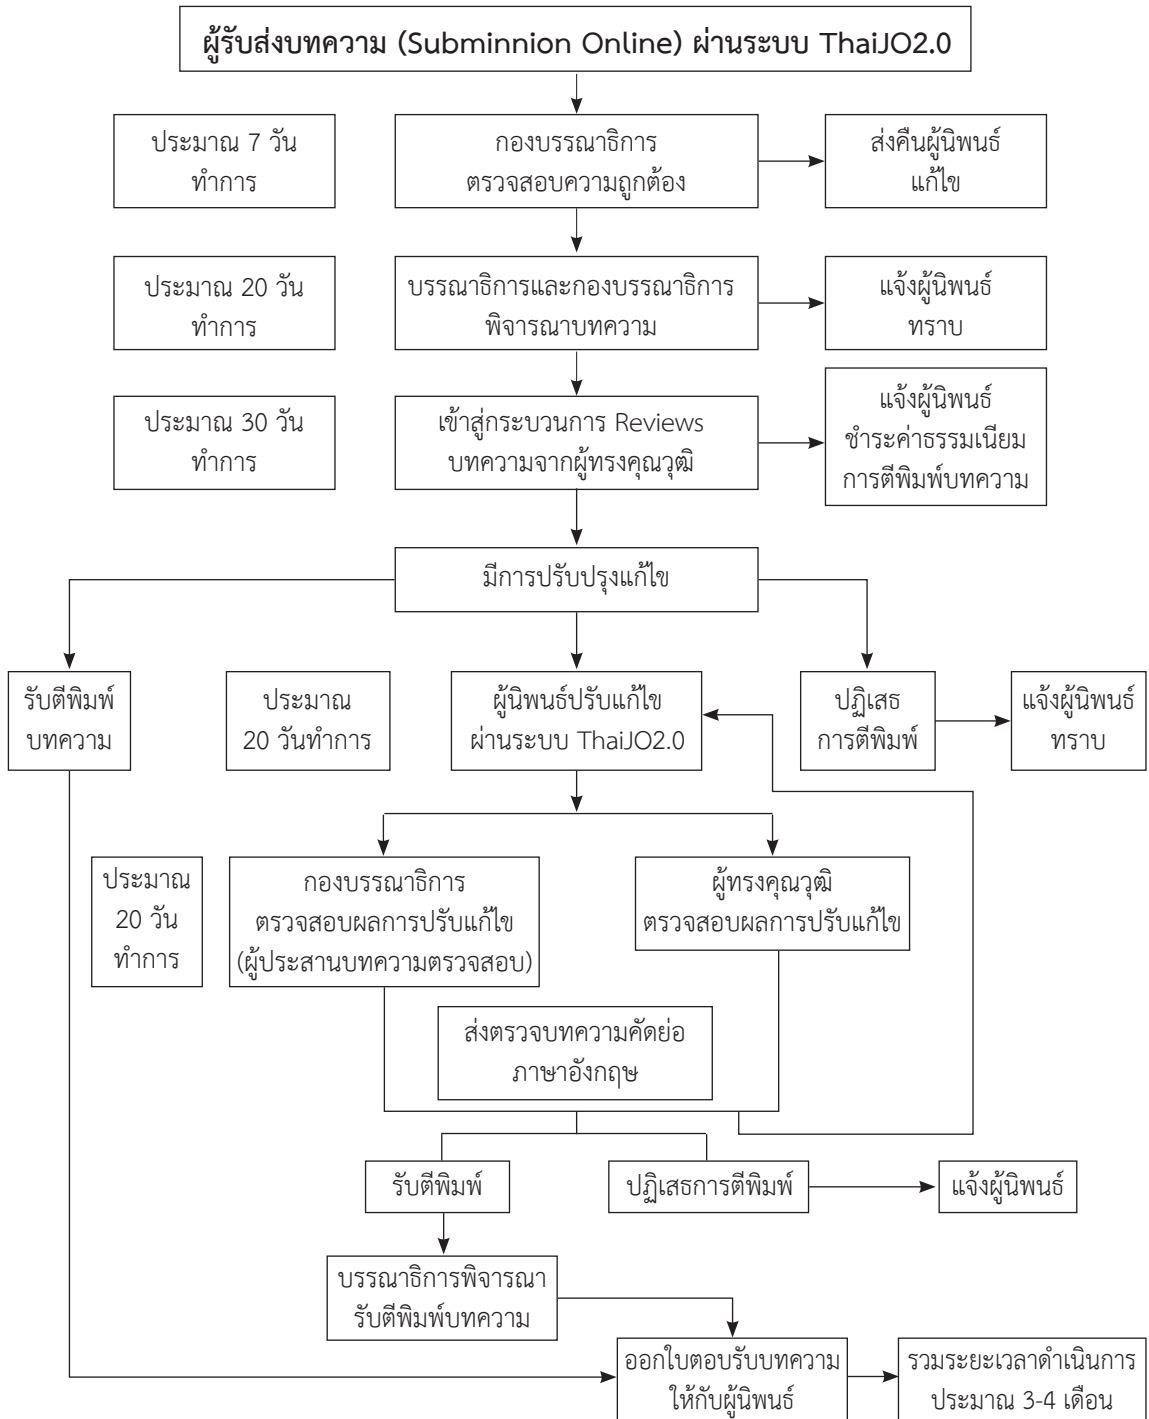 ผู้รับส่งบทความ (Subminnion Online) ผ่านระบบ ThaiJO2.0
ประมาณ 7 วัน
ทำการ
กองบรรณาธิการ
ตรวจสอบความถูกต้อง
ส่งคืนผู้นิพนธ์
แก้ไข
ประมาณ 20 วัน
ทำการ
บรรณาธิการและกองบรรณาธิการ
พิจารณาบทความ
แจ้งผู้นิพนธ์
ทราบ
ประมาณ 30 วัน
ทำการ
เข้าสู่กระบวนการ Reviews
บทความจากผู้ทรงคุณวุฒิ
แจ้งผู้นิพนธ์
ชำระค่าธรรมเนียม
การตีพิมพ์บทความ
มีการปรับปรุงแก้ไข
รับตีพิมพ์
บทความ
ประมาณ
20 วันทำการ
ผู้นิพนธ์ปรับแก้ไข
ผ่านระบบ ThaiJO2.0
ปฏิเสธ
การตีพิมพ์
แจ้งผู้นิพนธ์
ทราบ
ประมาณ
20 วัน
ทำการ
กองบรรณาธิการ
ตรวจสอบผลการปรับแก้ไข
(ผู้ประสานบทความตรวจสอบ)
ผู้ทรงคุณวุฒิ
ตรวจสอบผลการปรับแก้ไข
ส่งตรวจบทความคัดย่อ
ภาษาอังกฤษ
รับตีพิมพ์
ปฏิเสธการตีพิมพ์
แจ้งผู้นิพนธ์
บรรณาธิการพิจารณา
รับตีพิมพ์บทความ
ออกใบตอบรับบทความ
ให้กับผู้นิพนธ์
รวมระยะเวลาดำเนินการ
ประมาณ 3-4 เดือน